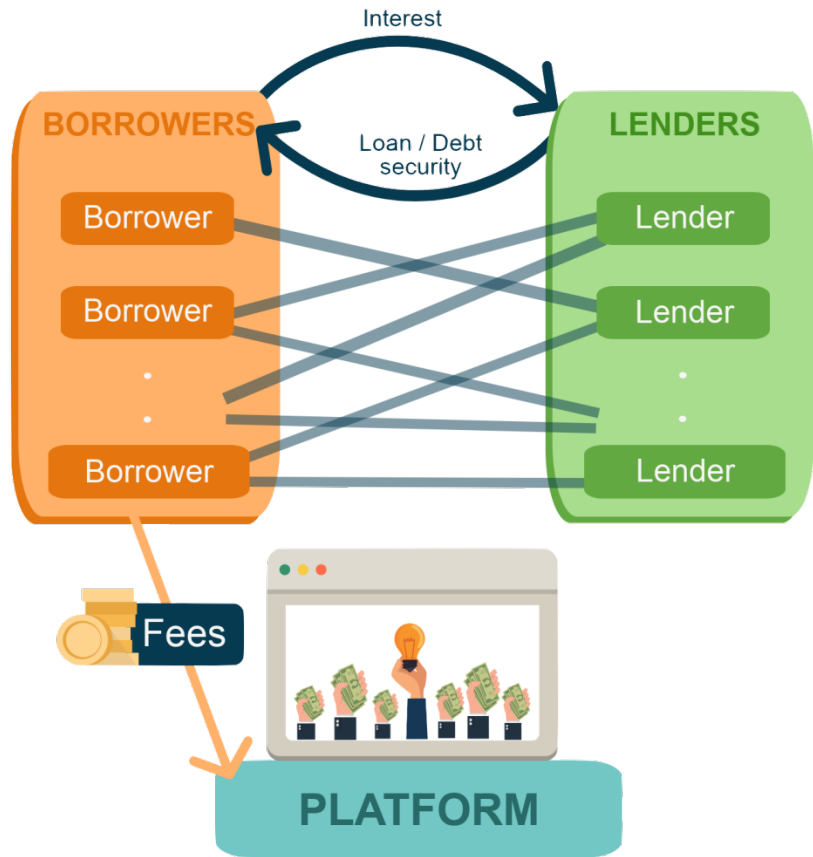 Interest
BORROWERS
LENDERS
Loan / Debt
security
Borrower
Lender
Borrower
Lender
Borrower
Lender
Fees
PLATFORM